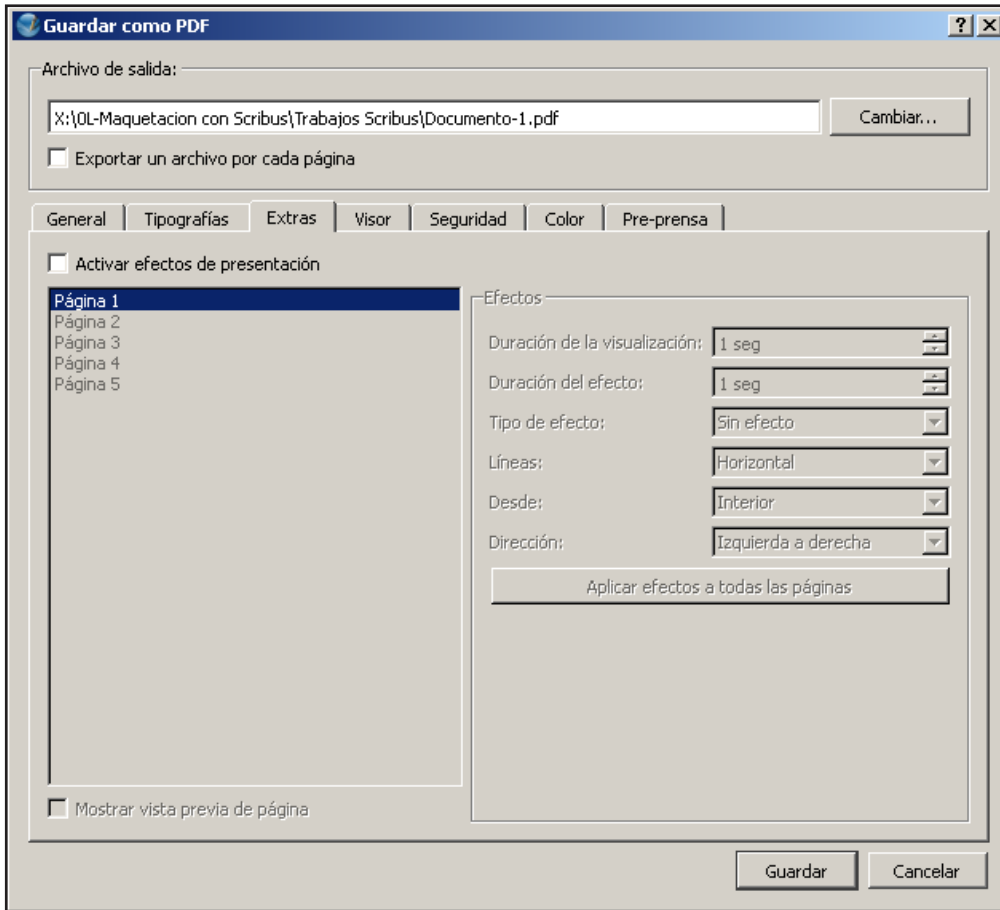 Guardar como PDF
Archivo de salida:
X:\0L-Maquetacion con Scribus\Trabajos Scribus\Documento-1.pdf
Cambiar...
Exportar un archivo por cada página
General Tipografías Extras Visor Seguridad Color Pre-prensa
Activar efectos de presentación
Página 1
Página 2
Página 3
Página 4
Página 5
Efectos
Duración de la visualización: 1 seg
Duración del efecto: 1 seg
Tipo de efecto: Sin efecto
Líneas: Horizontal
Desde: Interior
Dirección: Izquierda a derecha
Aplicar efectos a todas las páginas
Mostrar vista previa de página
Guardar Cancelar